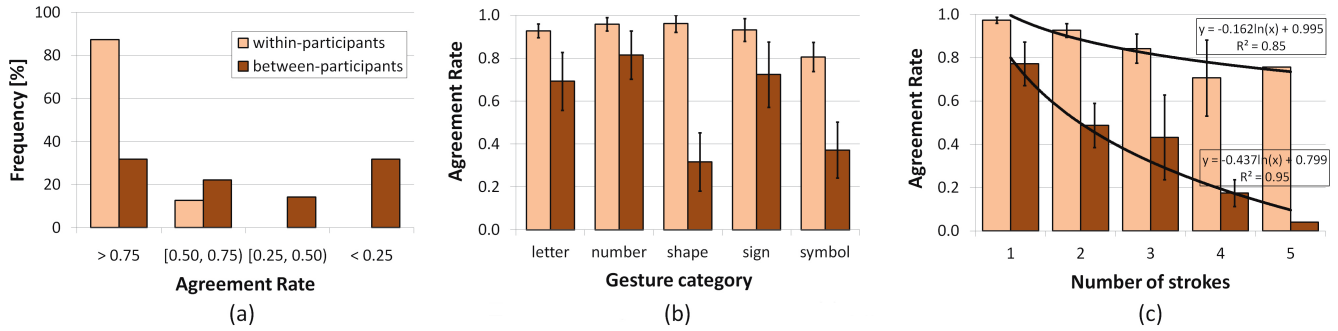 100
80
60
40
20
0
Frequency [%]
within-participants
between-participants
> 0.75 [0.50, 0.75) [0.25, 0.50) < 0.25
Agreement Rate
(a)
1.0
0.8
0.6
0.4
0.2
0.0
Agreement Rate
letter number shape sign symbol
Gesture category
(b)
1.0
0.8
0.6
0.4
0.2
0.0
Agreement Rate
y = -0.162ln(x) + 0.995
R² = 0.85
y = -0.437ln(x) + 0.799
R² = 0.95
1 2 3 4 5
Number of strokes
(c)